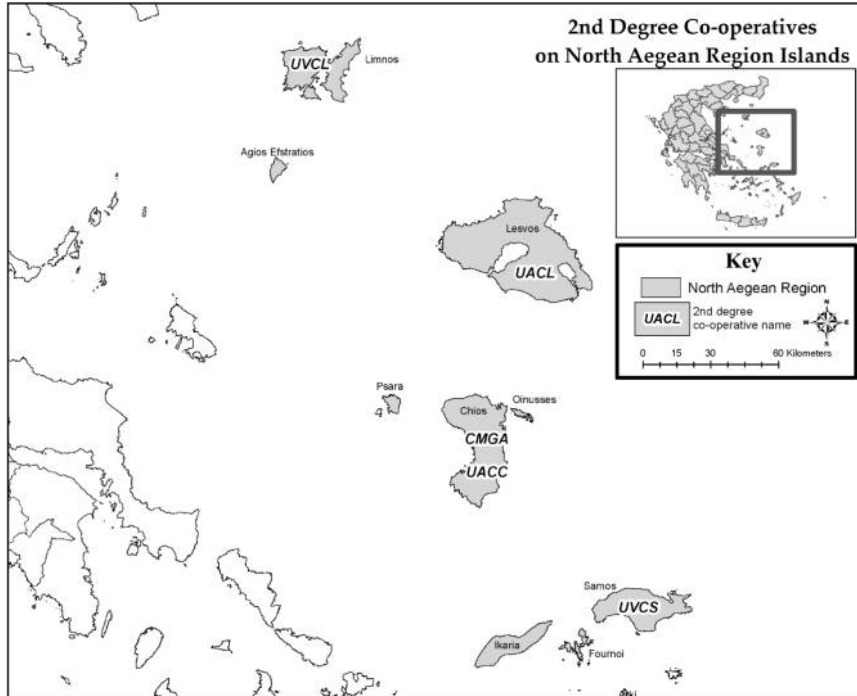 2nd Degree Co-operatives
on North Aegean Region Islands
UVCL
Limnos
Agios Efstratios
Lesvos
UACL
Key
North Aegean Region
UACL
2nd degree
co-operative name
N
W
E
S
0 15 30 60 Kilometers
Psara
Oinusses
Chios
CMGA
UACC
Samos
UVCS
Ikaria
Fournoi